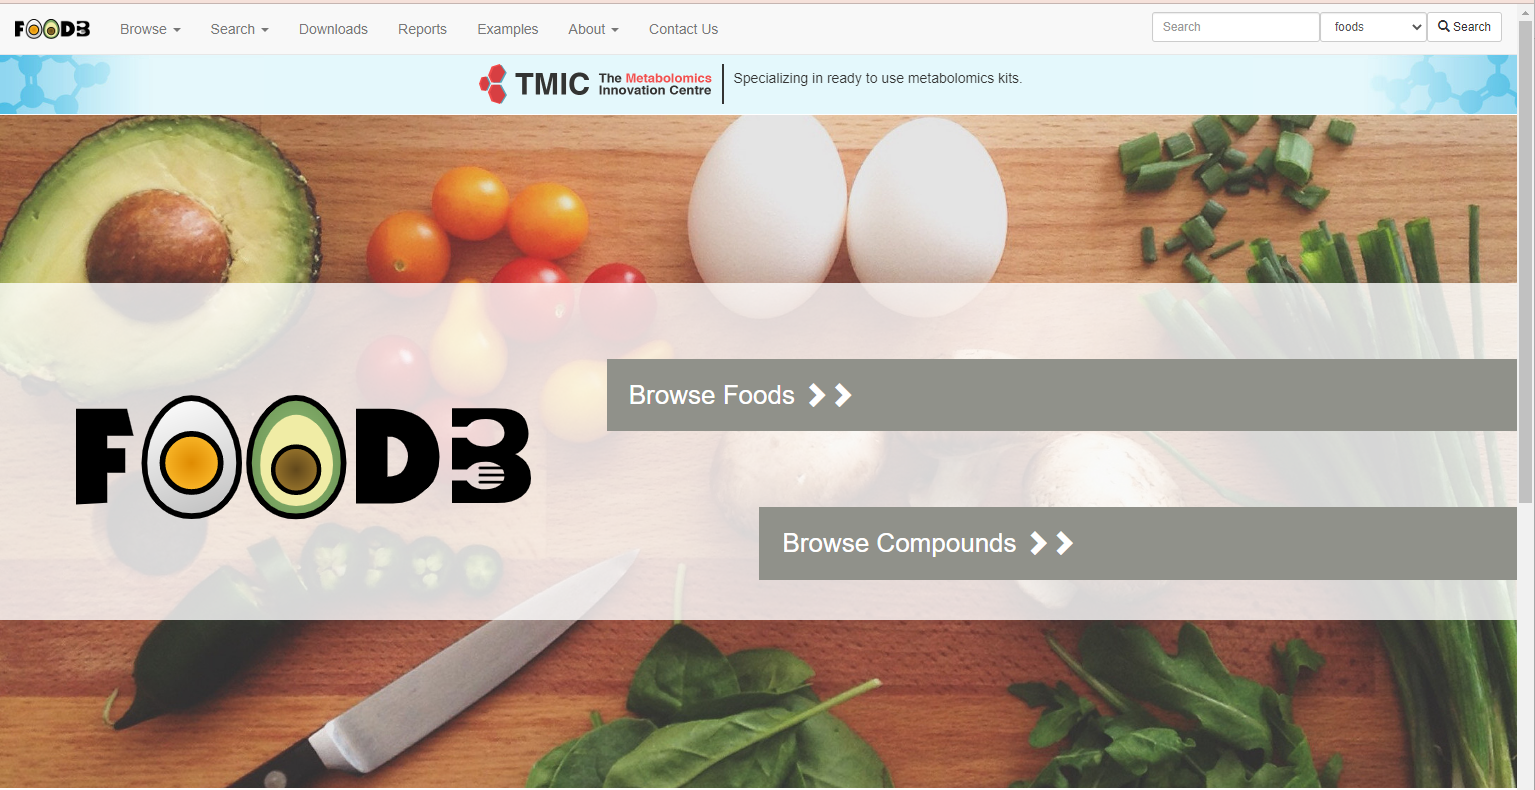 FOODB Browse Search Downloads Reports Examples About Contact Us Search foods Search
TMIC The Metabolomics Innovation Centre Specializing in ready to use metabolomics kits.
Browse Foods
FOODB
Browse Compounds